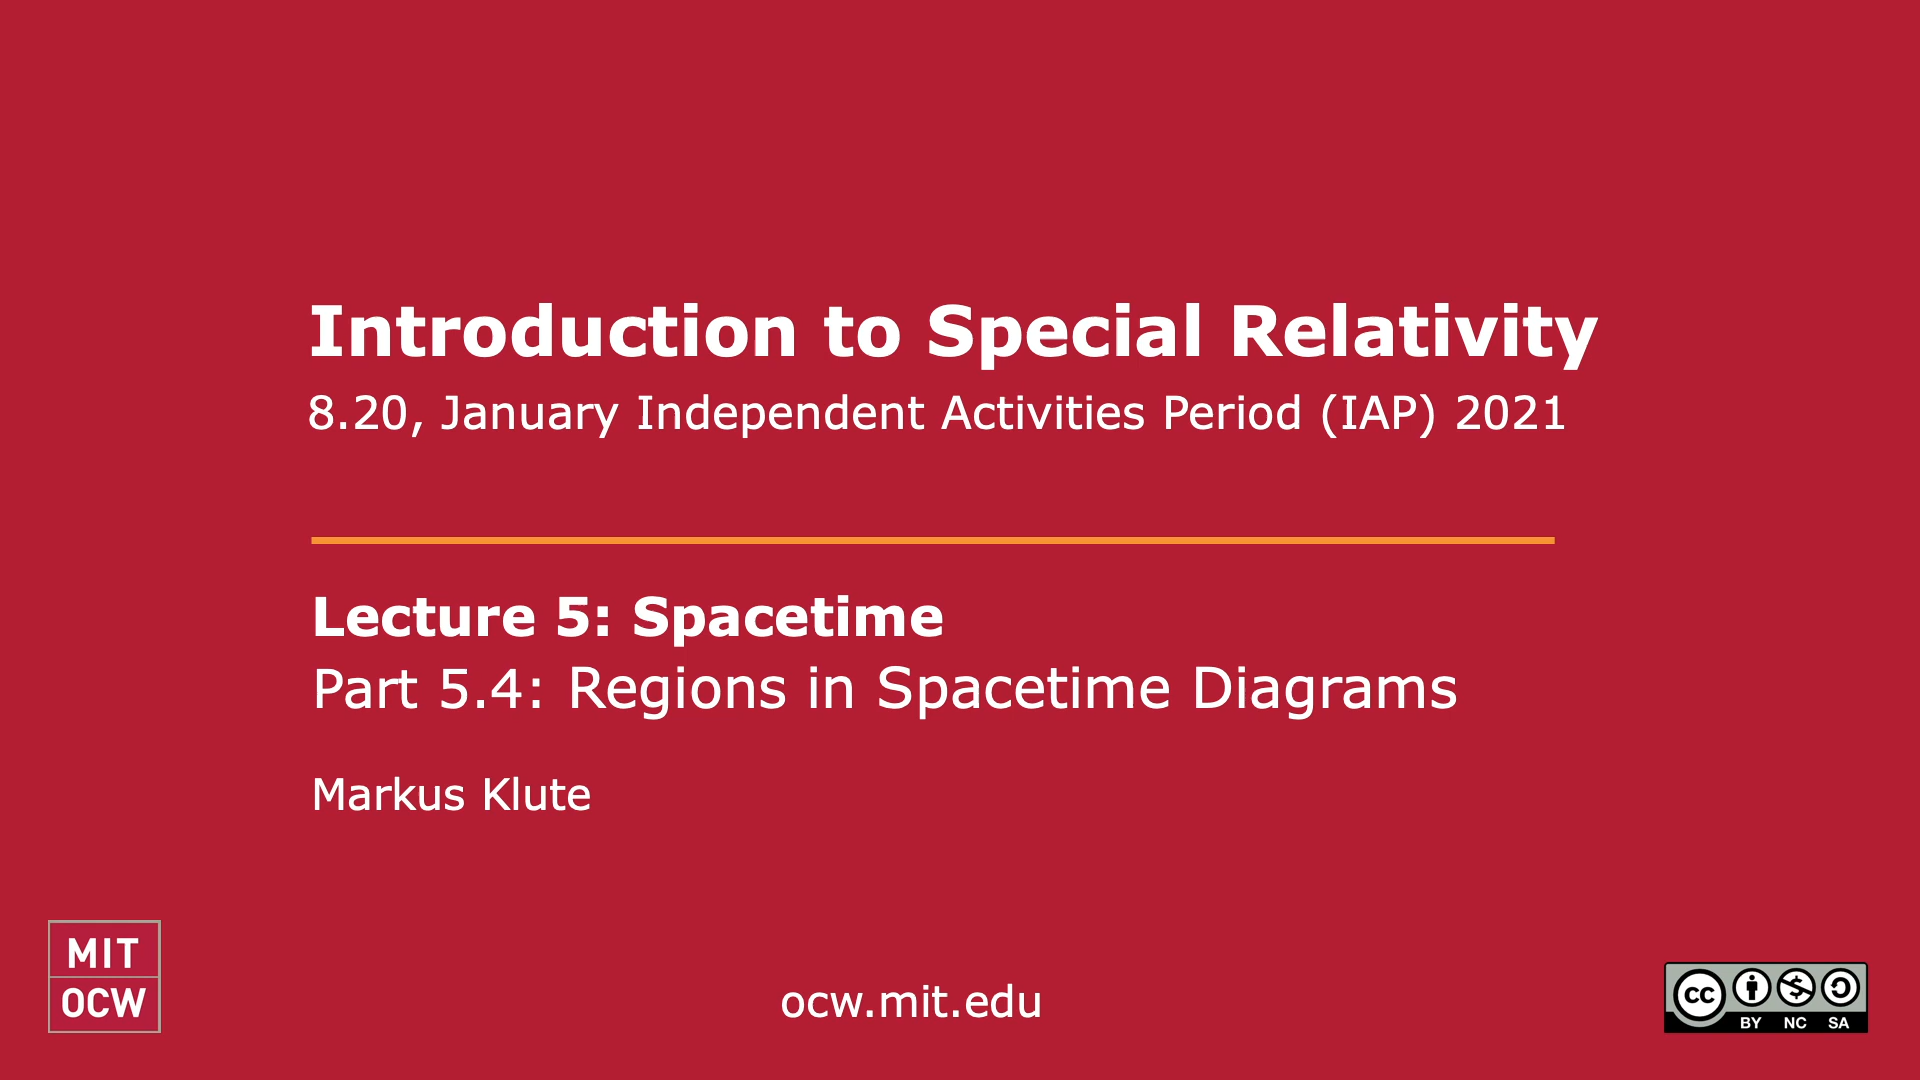 Introduction to Special Relativity
8.20, January Independent Activities Period (IAP) 2021
Lecture 5: Spacetime
Part 5.4: Regions in Spacetime Diagrams
Markus Klute
MIT
OCW
ocw.mit.edu
cc
BY NC SA